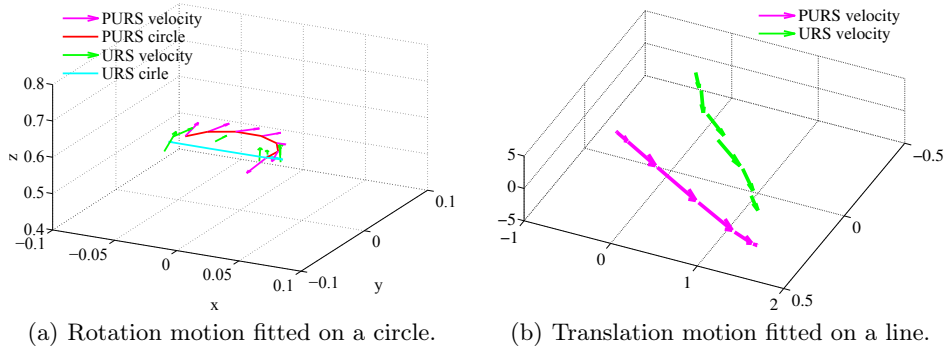 PURS velocity
PURS circle
URS velocity
URS cirle
0.8
0.7
0.6
0.5
0.4
z
−0.1
−0.05
0
0.05
0.1
x
−0.1
0
0.1
y
(a) Rotation motion fitted on a circle.
PURS velocity
URS velocity
5
0
−5
−1
0
1
2
0.5
0
−0.5
(b) Translation motion fitted on a line.